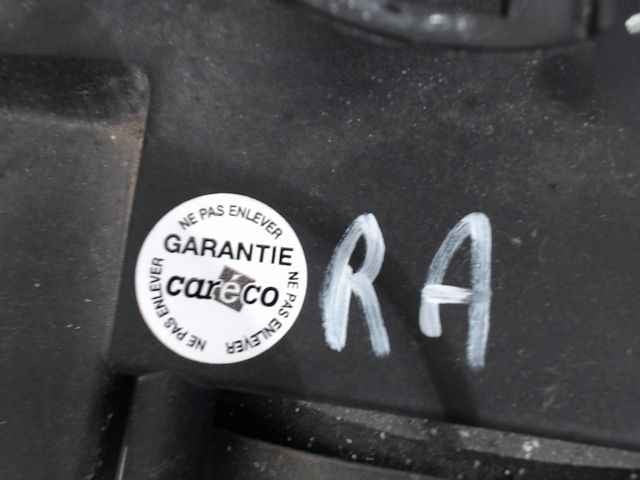 NE PAS ENLEVER
GARANTIE
careco
NE PAS ENLEVER
NE PAS ENLEVER
RA